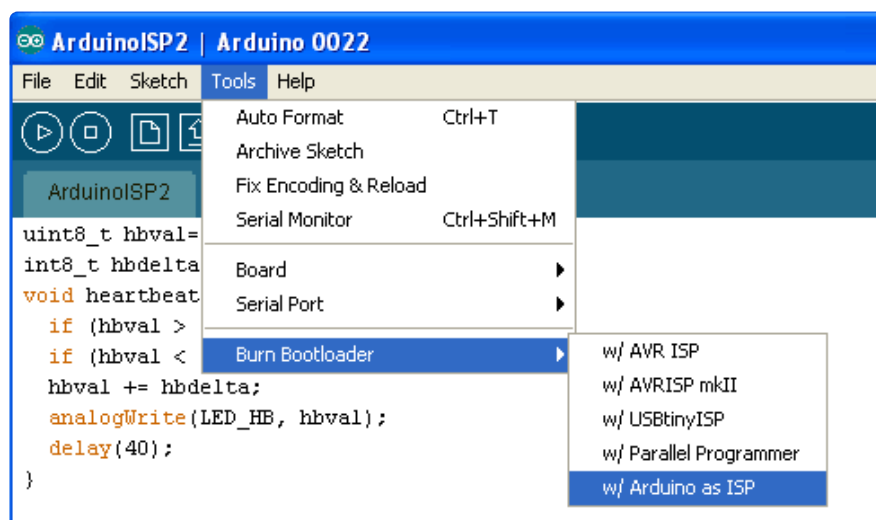 ArduinoISP2 | Arduino 0022
File Edit Sketch Tools Help
Auto Format Ctrl+T
Archive Sketch
Fix Encoding & Reload
Serial Monitor Ctrl+Shift+M
Board
Serial Port
Burn Bootloader
w/ AVR ISP
w/ AVRISP mkII
w/ USBtinyISP
w/ Parallel Programmer
w/ Arduino as ISP
ArduinoISP2
uint8_t hbval=
int8_t hbdelta
void heartbeat
if (hbval >
if (hbval <
hbval += hbdelta;
analogWrite(LED_HB, hbval);
delay(40);
}